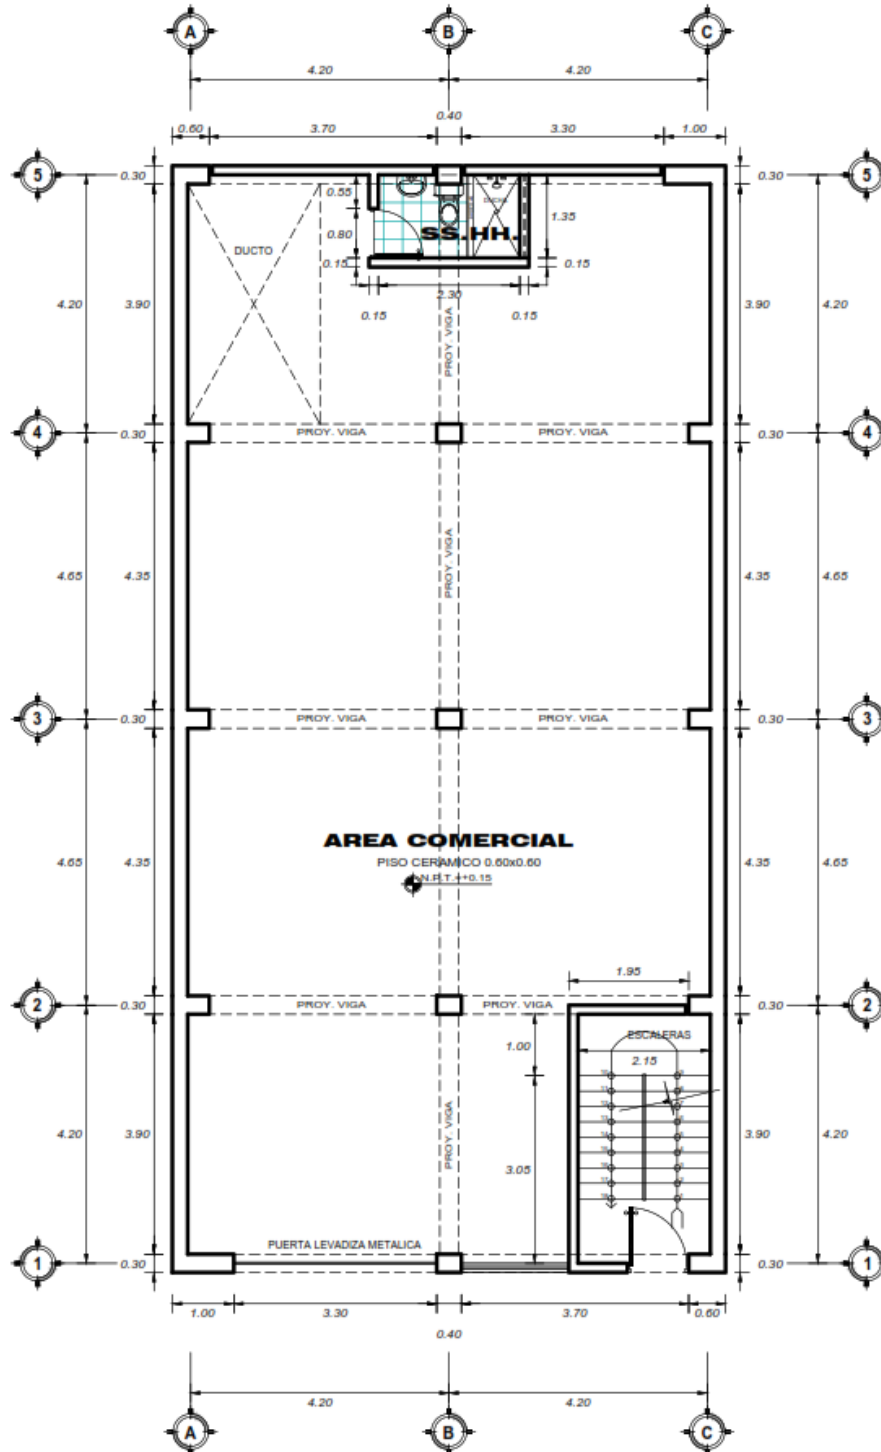 A B C
4.20 4.20
0.40
0.60 3.70 3.30 1.00
5 0.30 0.30 5
0.55
DUCHA
1.35
0.80 SS.HH.
DUCTO
0.15 0.15
2.30
4.20 3.90 3.90 4.20
0.15 0.15
PROY. VIGA
4 0.30 PROY. VIGA PROY. VIGA 0.30 4
PROY. VIGA
4.65 4.35 4.35 4.65
3 0.30 PROY. VIGA PROY. VIGA 0.30 3
AREA COMERCIAL
PISO CERAMICO 0.60x0.60
4.65 4.35 4.35 4.65
N.P.T.++0.15
1.95
2 0.30 PROY. VIGA PROY. VIGA 0.30 2
ESCALERAS
1.00
2.15
4.20 3.90 3.90 4.20
PROY. VIGA
3.05
PUERTA LEVADIZA METALICA
1 0.30 0.30 1
1.00 3.30 3.70 0.60
0.40
4.20 4.20
A B C